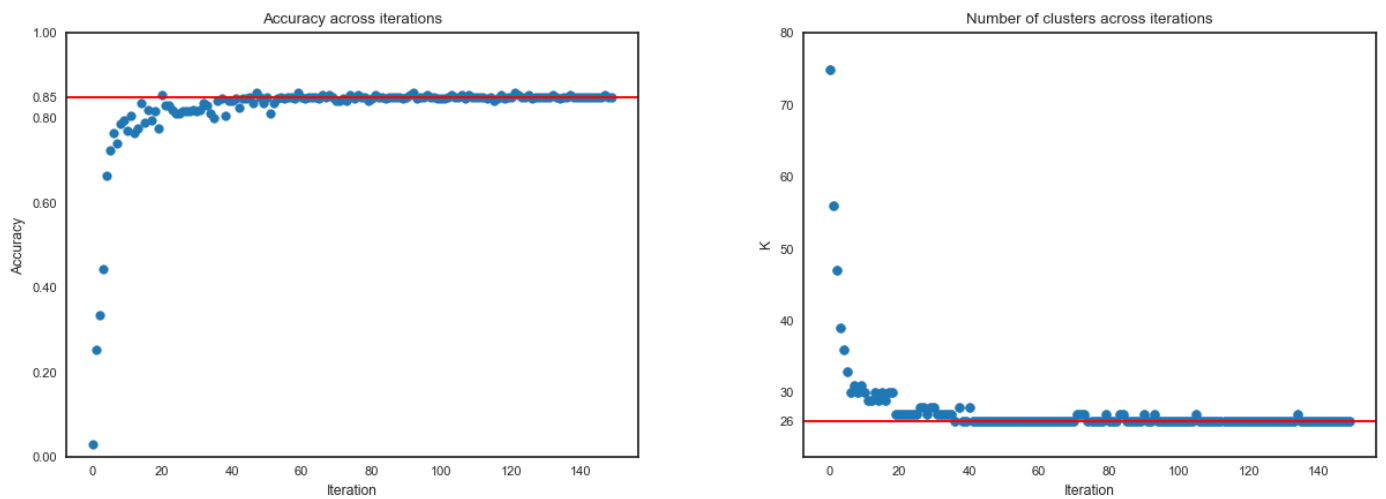 Accuracy across iterations
1.00
0.85
0.80
0.60
0.40
0.20
0.00
Accuracy
0 20 40 60 80 100 120 140
Iteration
Number of clusters across iterations
80
70
60
50
40
30
26
K
0 20 40 60 80 100 120 140
Iteration